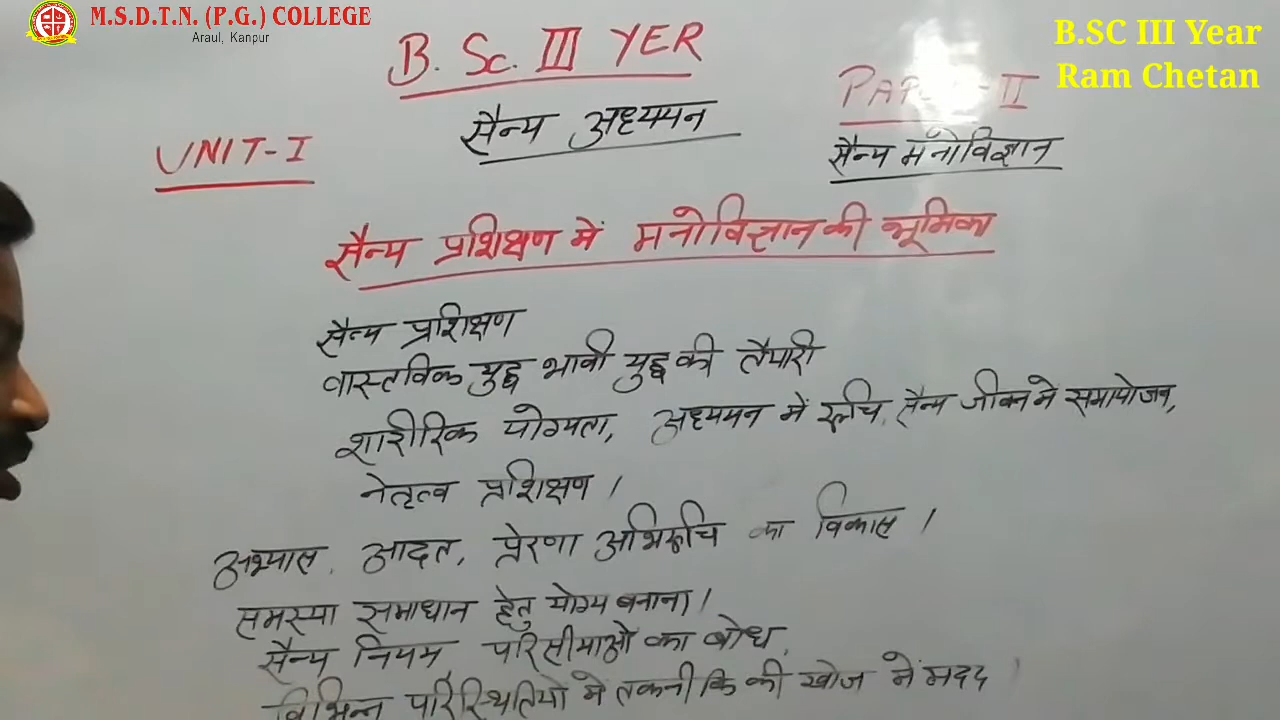 M.S.D.T.N. (P.G.) COLLEGE
Araul, Kanpur
B.SC III Year
Ram Chetan
B. Sc. III YER
सैन्य अध्ययन
UNIT-I
II
सैन्य मनोविज्ञान
सैन्य प्रशिक्षण में मनोविज्ञान की भूमिका
सैन्य प्रशिक्षण
वास्तविक युद्ध भावी युद्ध की तैयारी
शारीरिक योग्यता, अध्ययन में रूचि, सैन्य जीवन मे समायोजन,
नेतृत्व प्रशिक्षण।
अभ्यास, आदत, प्रेरणा अभिरूचि का विकास।
समस्या समाधान हेतु योग्य बनाना।
सैन्य नियम, परिसीमाओं का बोध,
विभिन्न परिस्थितियों मे तकनीकि की खोज मे मदद।